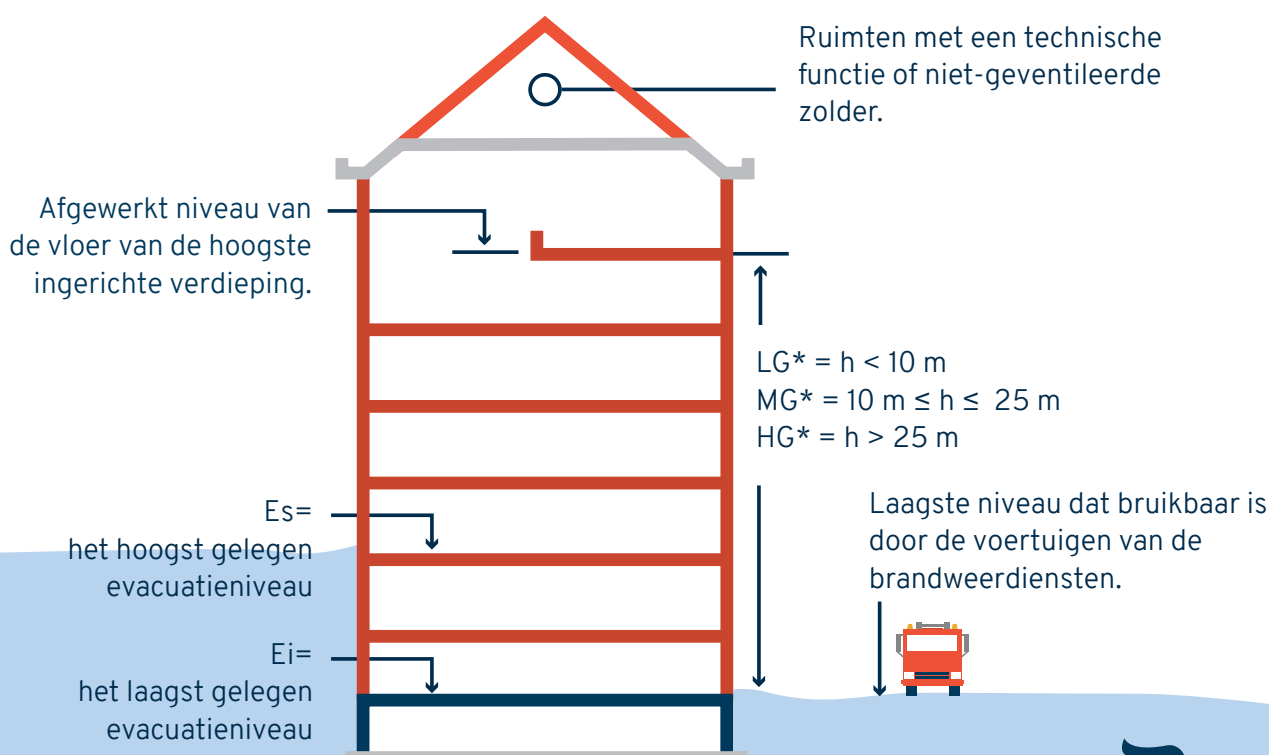 Ruimten met een technische
functie of niet-geventileerde
zolder.
Afgewerkt niveau van
de vloer van de hoogste
ingerichte verdieping.
LG* = h < 10 m
MG* = 10 m ≤ h ≤ 25 m
HG* = h > 25 m
Es=
het hoogst gelegen
evacuatieniveau
Laagste niveau dat bruikbaar is
door de voertuigen van de
brandweerdiensten.
Ei=
het laagst gelegen
evacuatieniveau